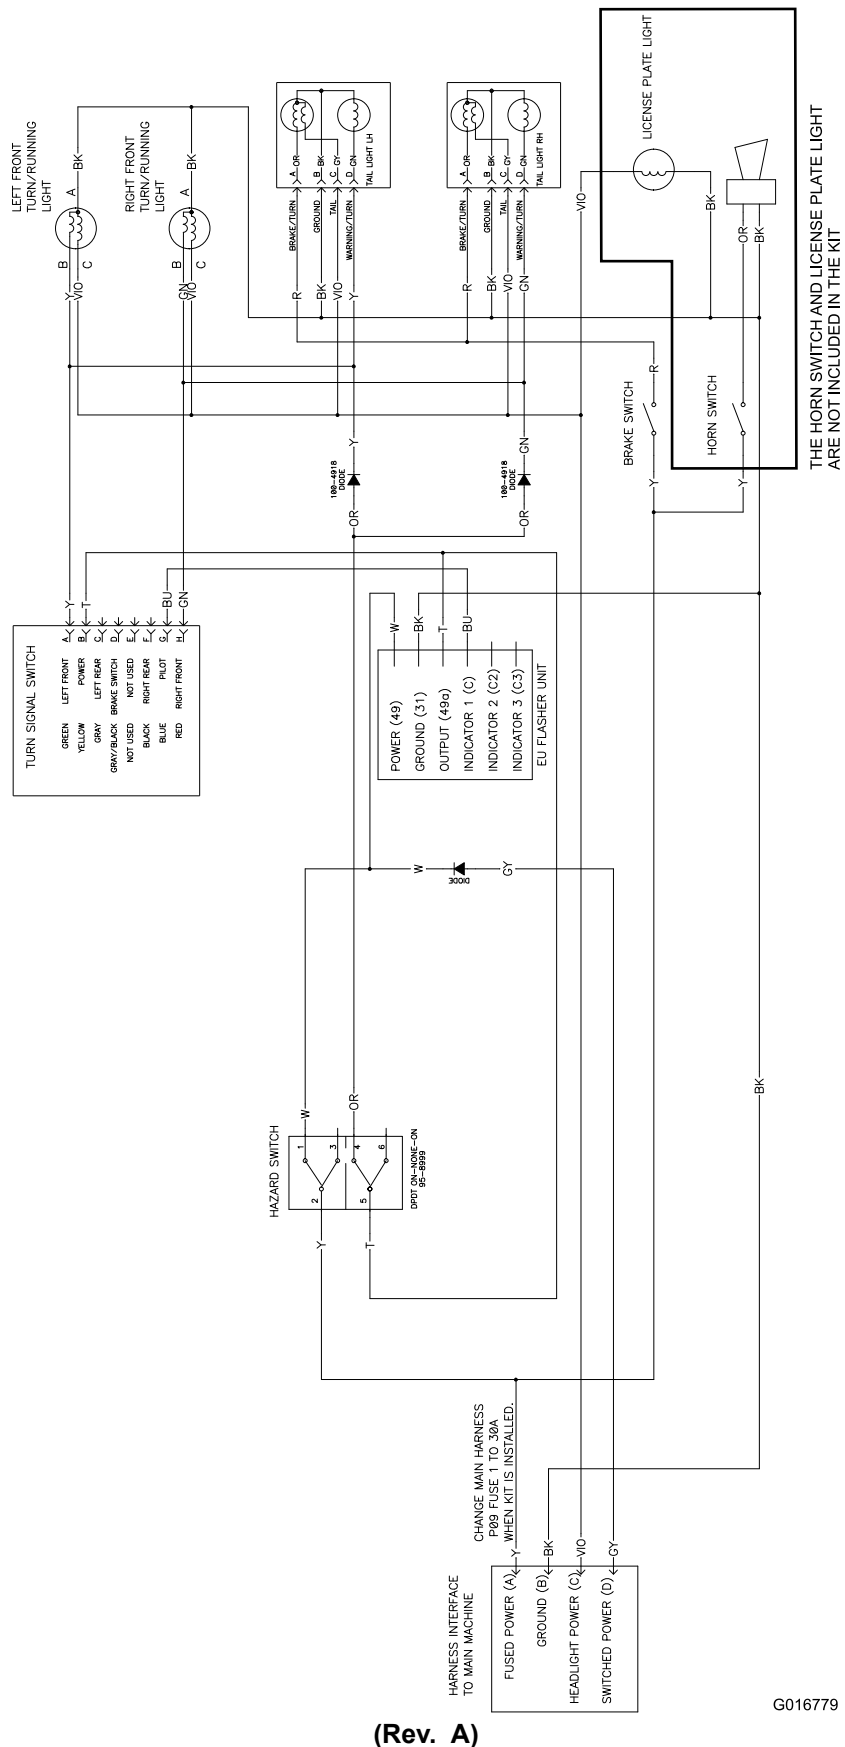 LEFT FRONT
TURN/RUNNING
LIGHT
A
BK
B
C
Y
VIO
RIGHT FRONT
TURN/RUNNING
LIGHT
A
BK
B
C
GN
VIO
A
OR
B
BK
C
GY
D
GN
TAIL LIGHT LH
BRAKE/TURN
GROUND
TAIL
WARNING/TURN
R
BK
VIO
Y
A
OR
B
BK
C
GY
D
GN
TAIL LIGHT RH
BRAKE/TURN
GROUND
TAIL
WARNING/TURN
R
BK
VIO
GN
LICENSE PLATE LIGHT
VIO
BK
OR
BK
THE HORN SWITCH AND LICENSE PLATE LIGHT
ARE NOT INCLUDED IN THE KIT
R
BRAKE SWITCH
Y
HORN SWITCH
Y
Y
100-4918
DIODE
OR
GN
100-4918
DIODE
OR
Y
T
BU
GN
TURN SIGNAL SWITCH
A
LEFT FRONT
GREEN
B
POWER
YELLOW
C
LEFT REAR
GRAY
D
BRAKE SWITCH
GRAY/BLACK
E
NOT USED
NOT USED
F
RIGHT REAR
BLACK
G
PILOT
BLUE
H
RIGHT FRONT
RED
W
BK
T
BU
POWER (49)
GROUND (31)
OUTPUT (49a)
INDICATOR 1 (C)
INDICATOR 2 (C2)
INDICATOR 3 (C3)
EU FLASHER UNIT
W
DIODE
GY
W
OR
BK
HAZARD SWITCH
1
3
4
6
2
5
DPDT ON-NONE-ON
95-8999
Y
T
CHANGE MAIN HARNESS
P09 FUSE 1 TO 30A
WHEN KIT IS INSTALLED.
Y
BK
VIO
GY
HARNESS INTERFACE
TO MAIN MACHINE
FUSED POWER (A)
GROUND (B)
HEADLIGHT POWER (C)
SWITCHED POWER (D)
G016779
(Rev. A)